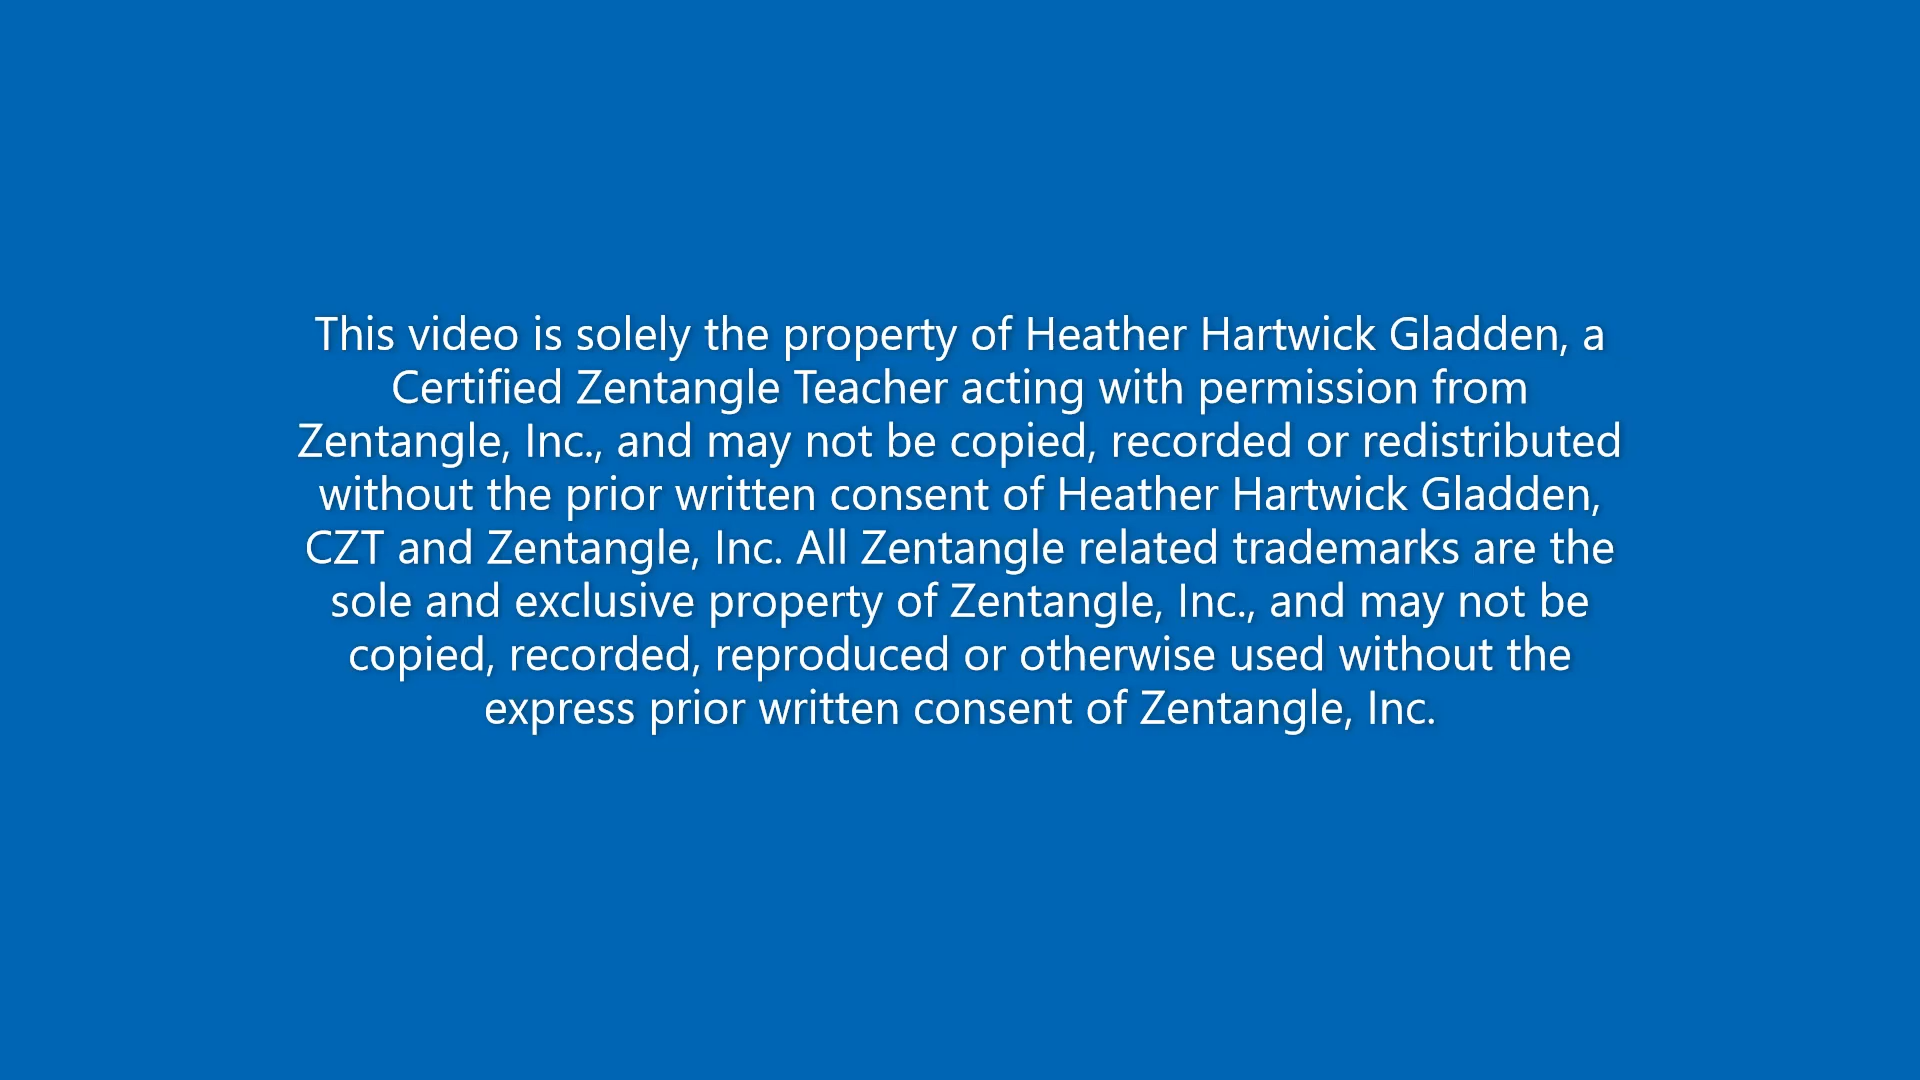 This video is solely the property of Heather Hartwick Gladden, a
Certified Zentangle Teacher acting with permission from
Zentangle, Inc., and may not be copied, recorded or redistributed
without the prior written consent of Heather Hartwick Gladden,
CZT and Zentangle, Inc. All Zentangle related trademarks are the
sole and exclusive property of Zentangle, Inc., and may not be
copied, recorded, reproduced or otherwise used without the
express prior written consent of Zentangle, Inc.